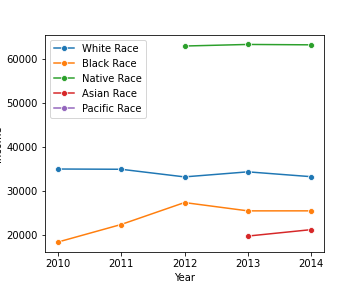 White Race
Black Race
Native Race
Asian Race
Pacific Race
60000
50000
40000
30000
20000
2010
2011
2012
2013
2014
Year